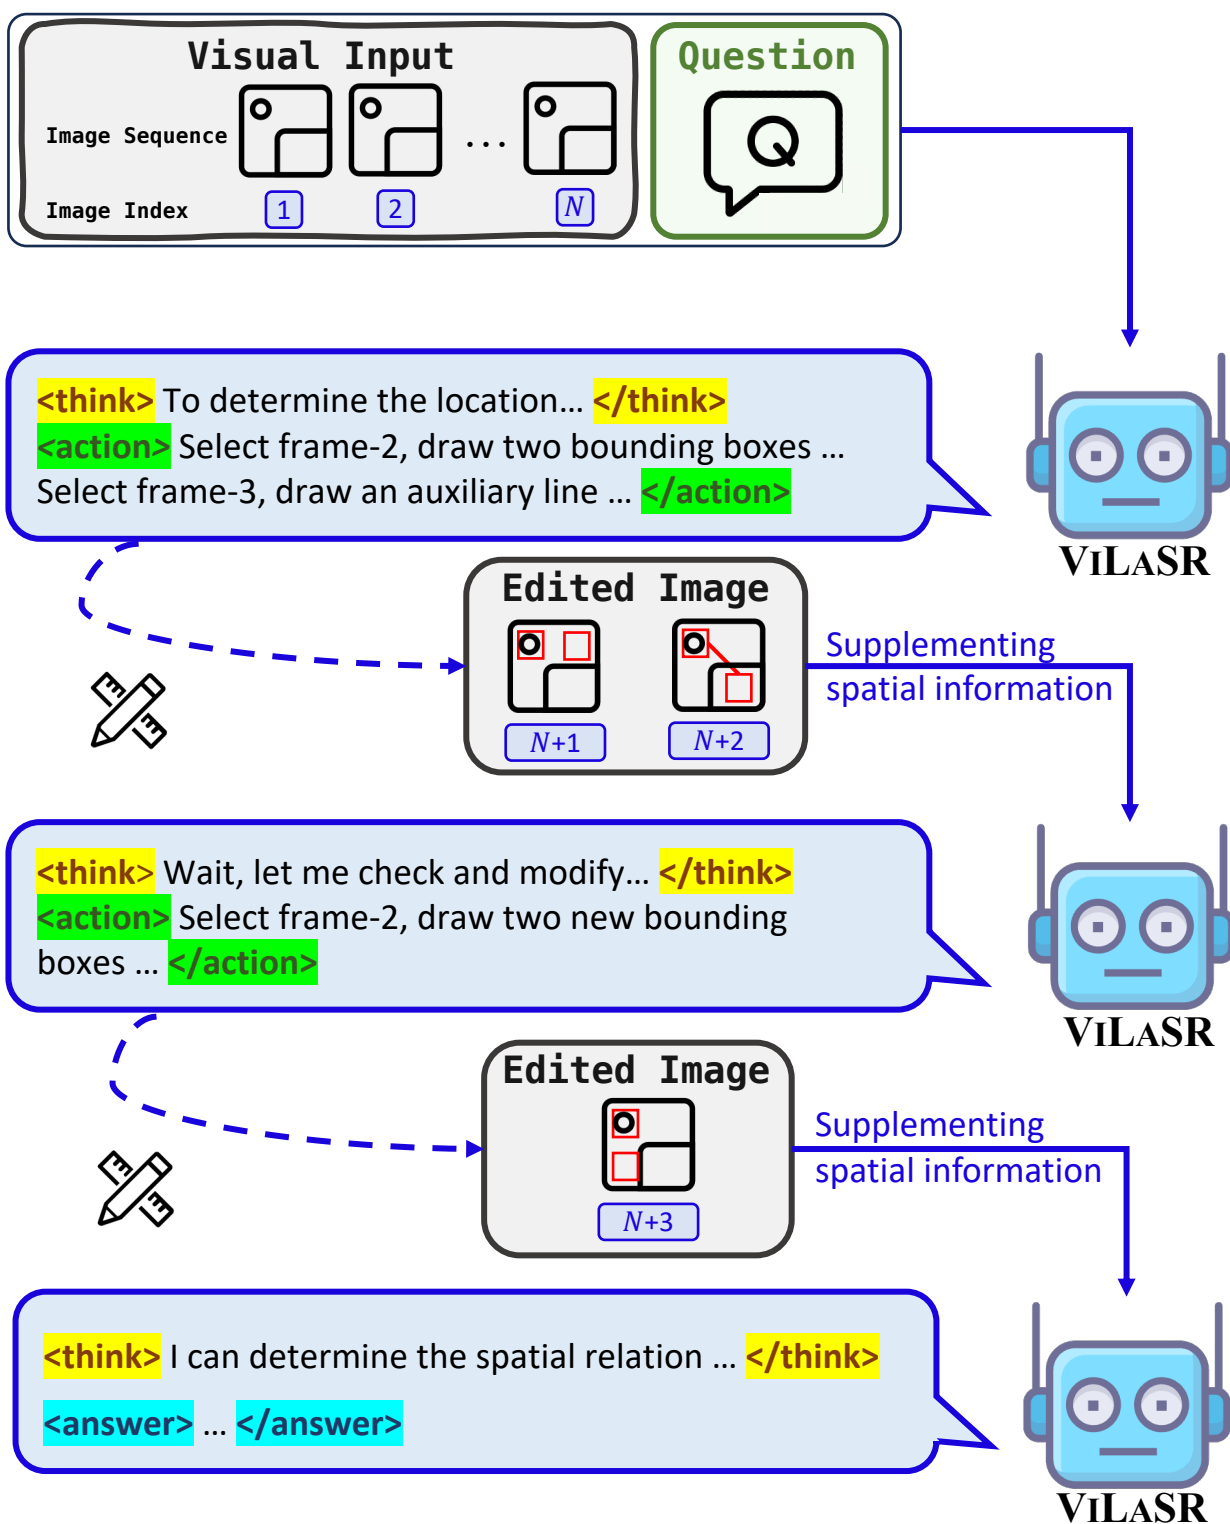 Visual Input
Question
Image Sequence
...
Q
Image Index
1
2
N
<think> To determine the location... </think>
<action> Select frame-2, draw two bounding boxes ...
Select frame-3, draw an auxiliary line ... </action>
VILASR
Edited Image
Supplementing
spatial information
N+1
N+2
<think> Wait, let me check and modify... </think>
<action> Select frame-2, draw two new bounding
boxes ... </action>
VILASR
Edited Image
Supplementing
spatial information
N+3
<think> I can determine the spatial relation ... </think>
<answer> ... </answer>
VILASR